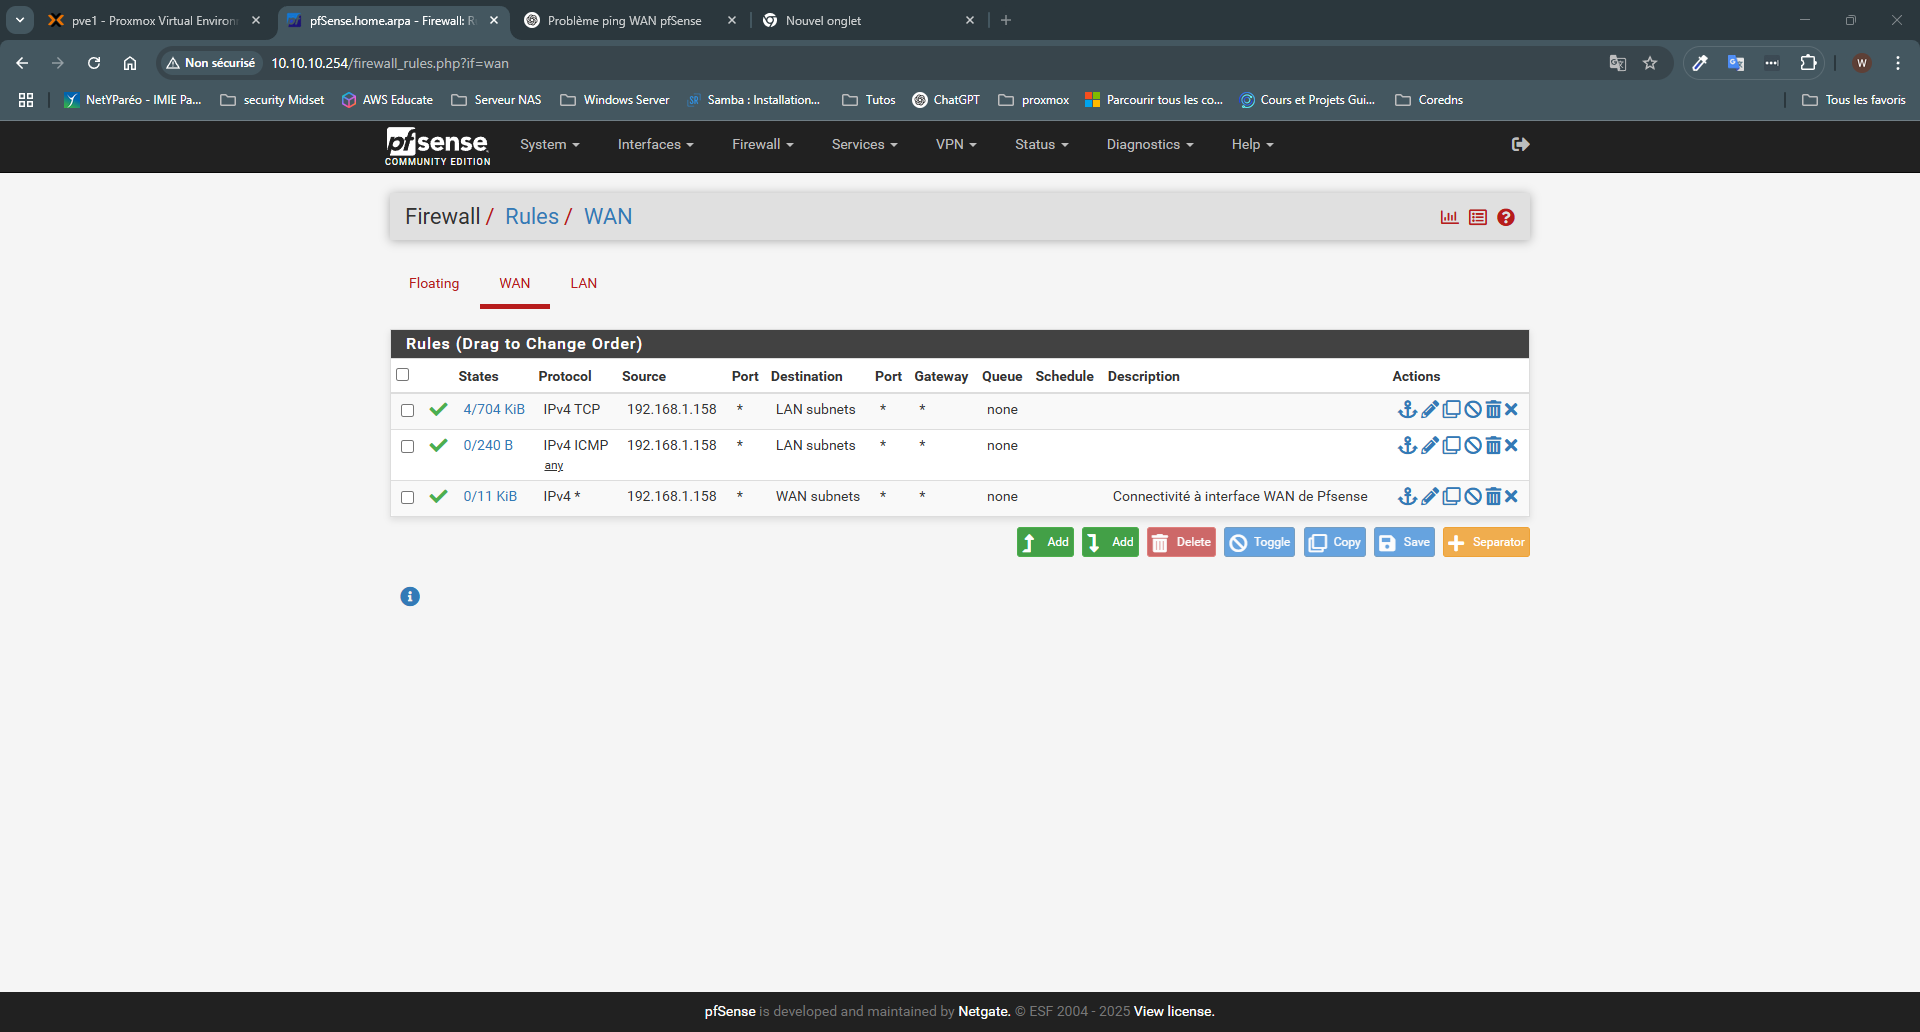 pve1 - Proxmox Virtual Environ
pfSense.home.arpa - Firewall: R
Problème ping WAN pfSense
Nouvel onglet
Non sécurisé
10.10.10.254/firewall_rules.php?if=wan
W
NetYParéo - IMIE Pa...
security Midset
AWS Educate
Serveur NAS
Windows Server
Samba : Installation...
Tutos
ChatGPT
proxmox
Parcourir tous les co...
Cours et Projets Gui...
Coredns
Tous les favoris
pfsense
COMMUNITY EDITION
System
Interfaces
Firewall
Services
VPN
Status
Diagnostics
Help
Firewall / Rules / WAN
Floating
WAN
LAN
Rules (Drag to Change Order)
States Protocol Source Port Destination Port Gateway Queue Schedule Description Actions
4/704 KiB IPv4 TCP 192.168.1.158 * LAN subnets * * none
0/240 B IPv4 ICMP 192.168.1.158 * LAN subnets * * none
any
0/11 KiB IPv4 * 192.168.1.158 * WAN subnets * * none Connectivité à interface WAN de Pfsense
Add
Add
Delete
Toggle
Copy
Save
Separator
pfSense is developed and maintained by Netgate. © ESF 2004 - 2025 View license.